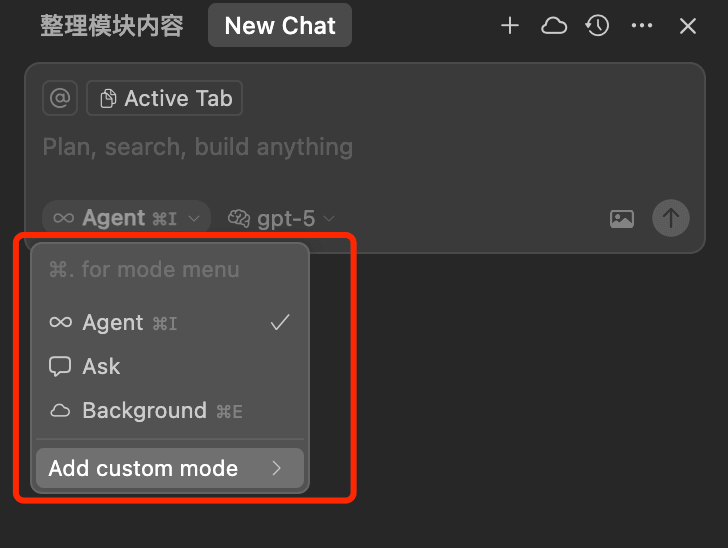 整理模块内容 New Chat
@ Active Tab
Plan, search, build anything
Agent ⌘I gpt-5
⌘. for mode menu
Agent ⌘I
Ask
Background ⌘E
Add custom mode